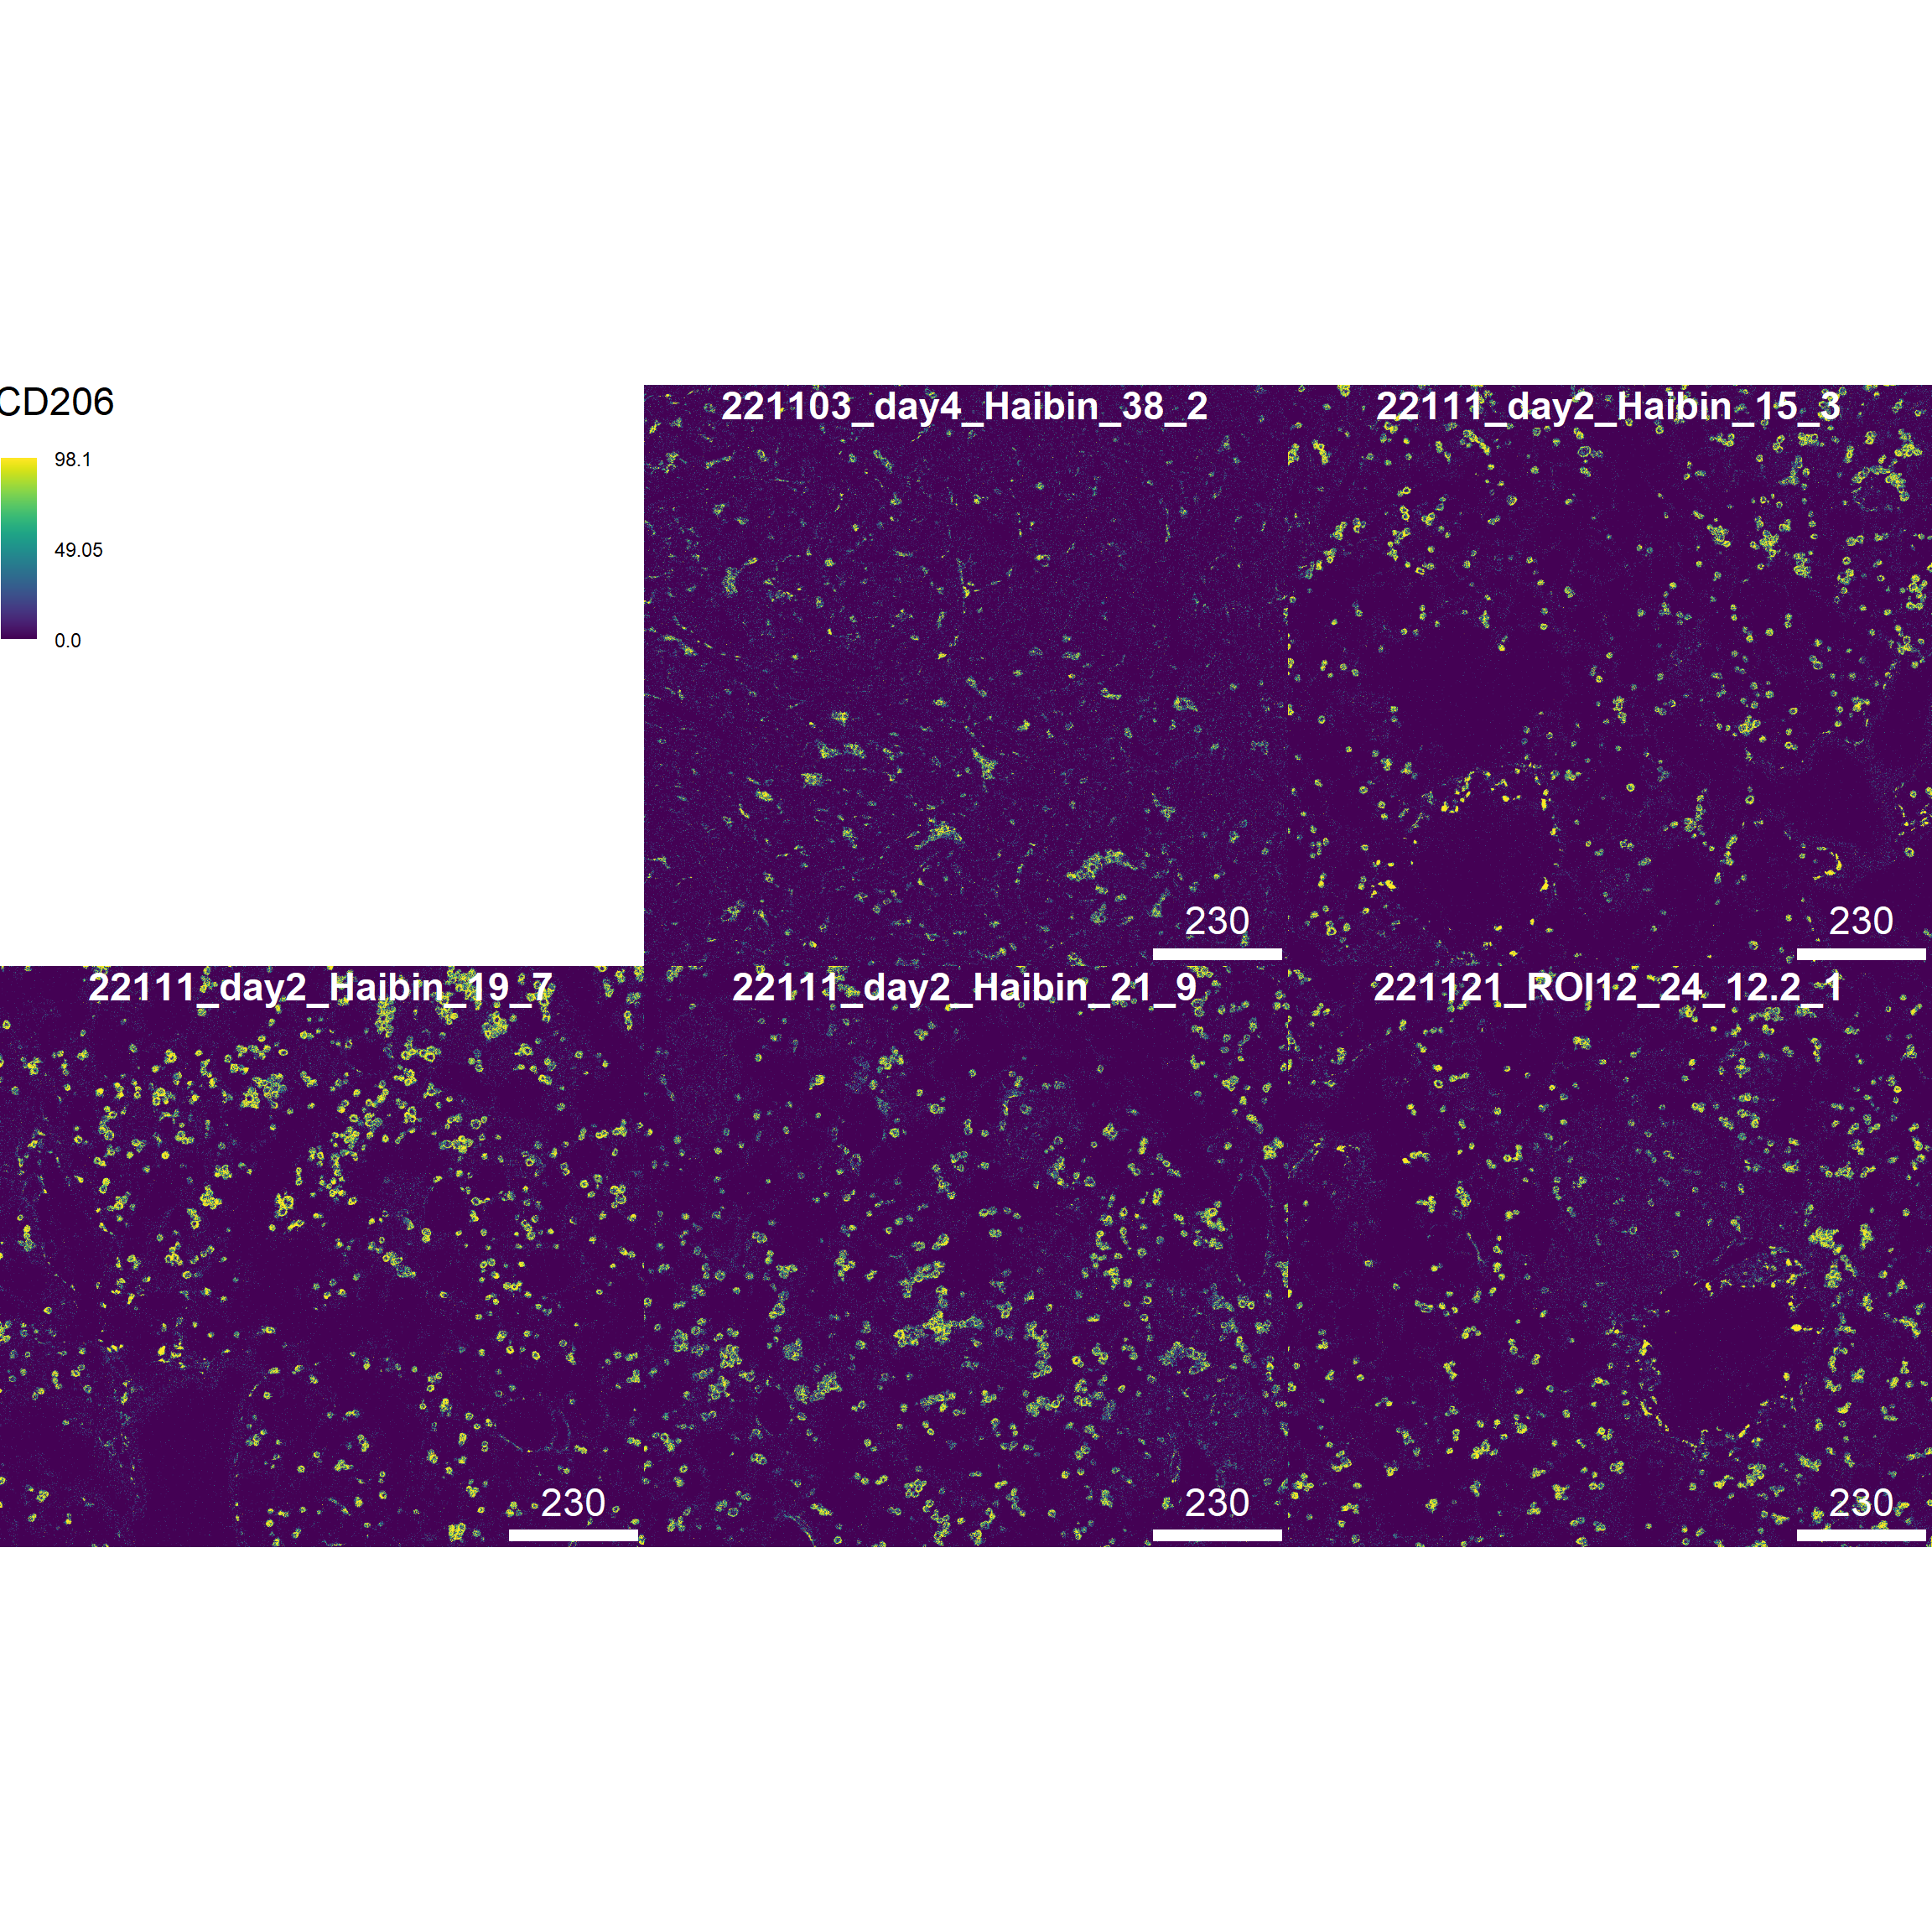 CD206
98.1
49.05
0.0
221103_day4_Haibin_38_2
230
22111_day2_Haibin_15_3
230
22111_day2_Haibin_19_7
230
22111_day2_Haibin_21_9
230
221121_ROI12_24_12.2_1
230